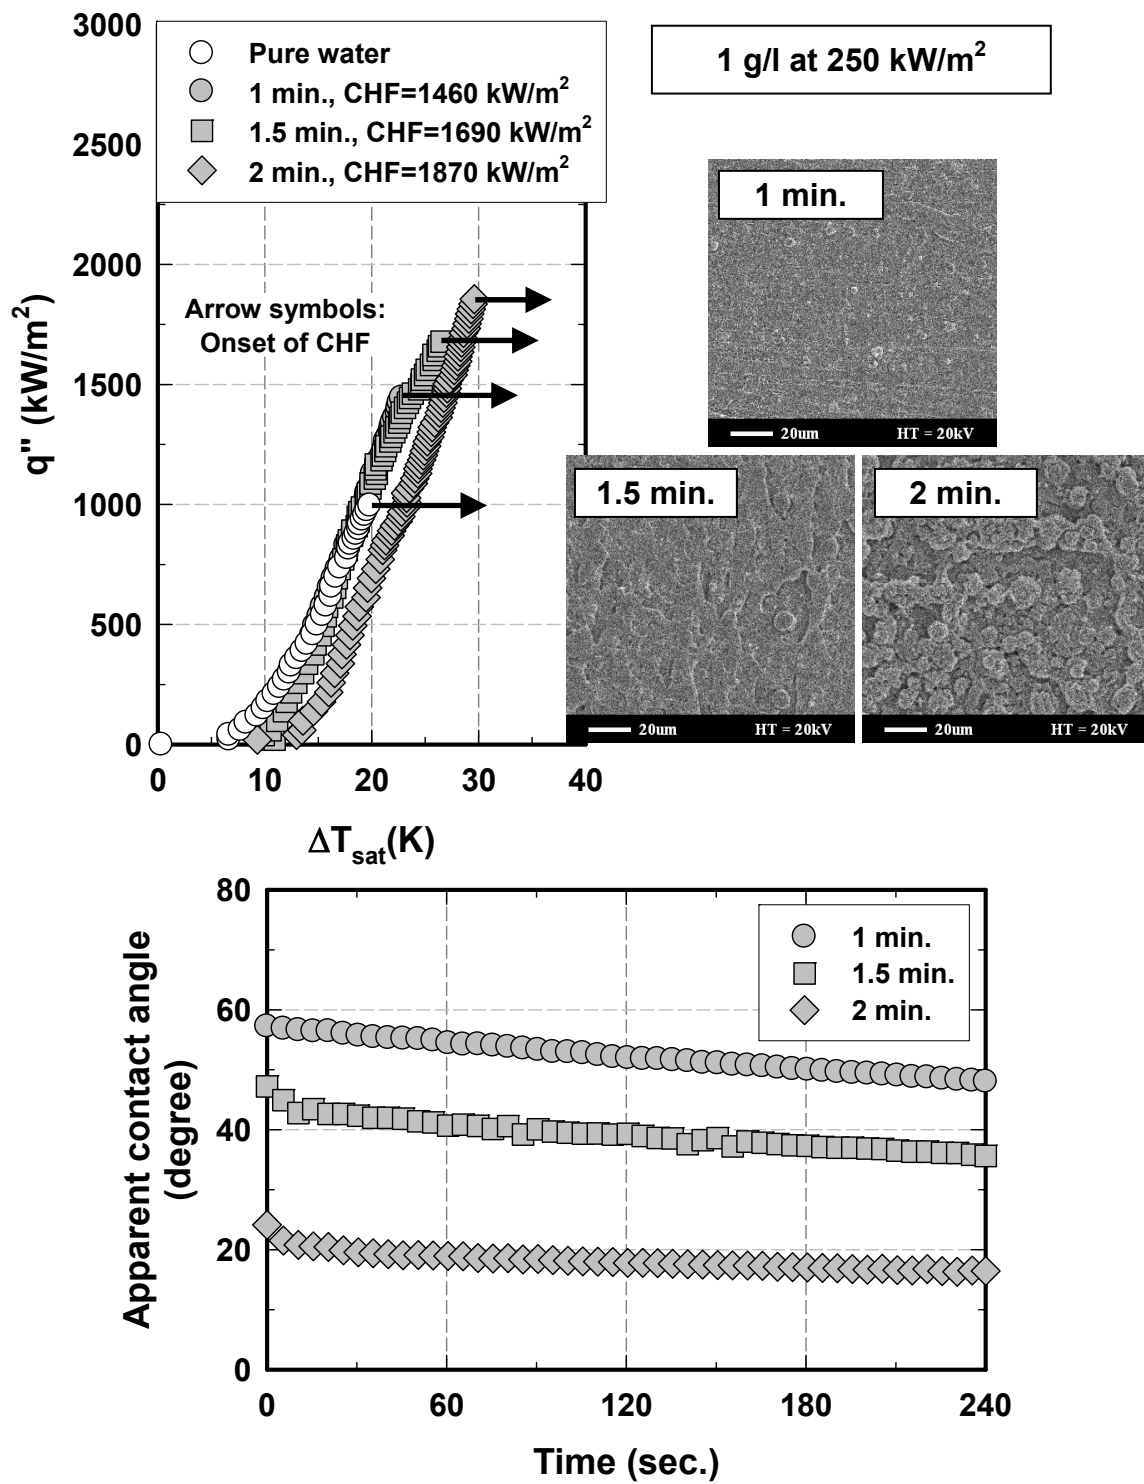 3000
2500
2000
1500
1000
500
0
q" (kW/m²)
Pure water
1 min., CHF=1460 kW/m²
1.5 min., CHF=1690 kW/m²
2 min., CHF=1870 kW/m²
Arrow symbols:
Onset of CHF
0 10 20 30 40
ΔTsat(K)
1 g/l at 250 kW/m²
1 min.
20um HT = 20kV
1.5 min.
20um HT = 20kV
2 min.
20um HT = 20kV
80
60
40
20
0
Apparent contact angle
(degree)
1 min.
1.5 min.
2 min.
0 60 120 180 240
Time (sec.)